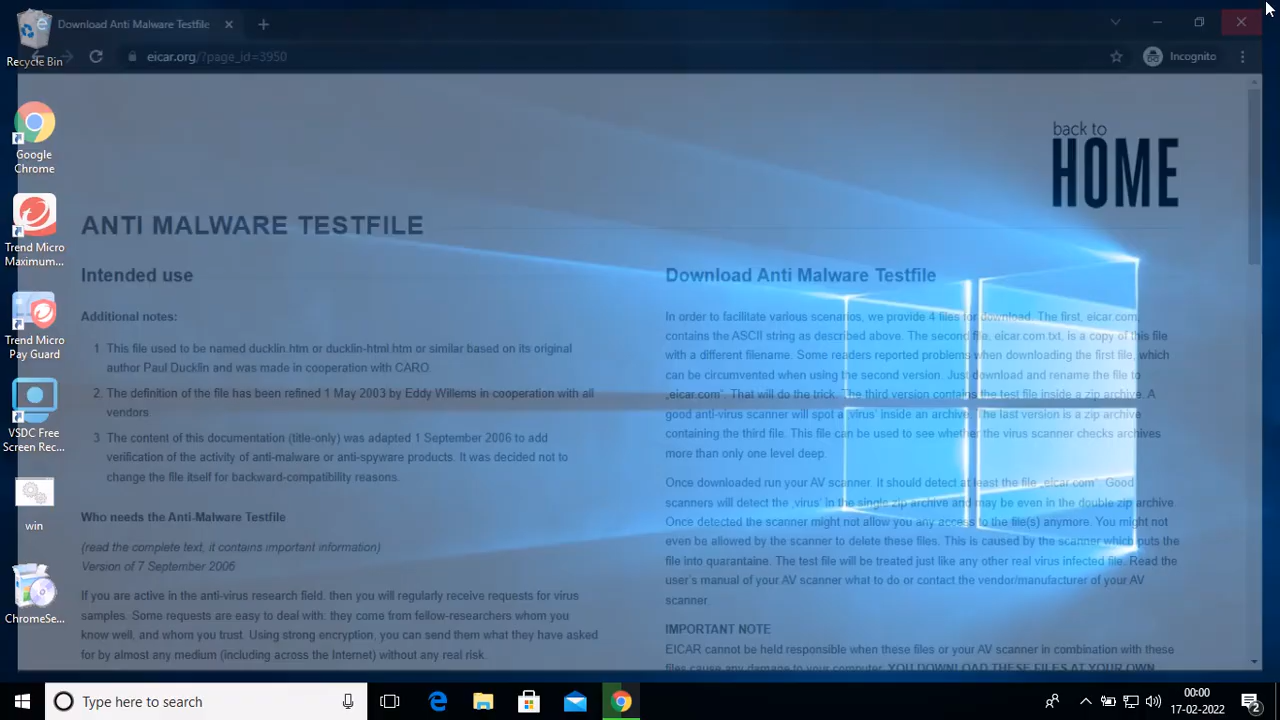 Download Anti Malware Testfile
eicar.org/?page_id=3950
Incognito
Recycle Bin
Google
Chrome
Trend Micro
Maximum...
Trend Micro
Pay Guard
VSDC Free
Screen Rec...
win
ChromeSe...
back to
HOME
ANTI MALWARE TESTFILE
Intended use
Additional notes:
1 This file used to be named ducklin.htm or ducklin-html.htm or similar based on its original
author Paul Ducklin and was made in cooperation with CARO.
2 The definition of the file has been refined 1 May 2003 by Eddy Willems in cooperation with all
vendors.
3 The content of this documentation (title-only) was adapted 1 September 2006 to add
verification of the activity of anti-malware or anti-spyware products. It was decided not to
change the file itself for backward-compatibility reasons.
Who needs the Anti-Malware Testfile
(read the complete text, it contains important information)
Version of 7 September 2006
If you are active in the anti-virus research field, then you will regularly receive requests for virus
samples. Some requests are easy to deal with: they come from fellow-researchers whom you
know well, and whom you trust. Using strong encryption, you can send them what they have asked
for by almost any medium (including across the Internet) without any real risk.
Download Anti Malware Testfile
In order to facilitate various scenarios, we provide 4 files for download. The first, eicar.com,
contains the ASCII string as described above. The second file, eicar.com.txt, is a copy of this file
with a different filename. Some readers reported problems when downloading the first file, which
can be circumvented when using the second version. Just download and rename the file to
„eicar.com". That will do the trick. The third version contains the test file inside a zip archive. A
good anti-virus scanner will spot a ‚virus' inside an archive. The last version is a zip archive
containing the third file. This file can be used to see whether the virus scanner checks archives
more than only one level deep.
Once downloaded run your AV scanner. It should detect at least the file „eicar.com". Good
scanners will detect the ‚virus' in the single zip archive and may be even in the double zip archive.
Once detected the scanner might not allow you any access to the file(s) anymore. You might not
even be allowed by the scanner to delete these files. This is caused by the scanner which puts the
file into quarantaine. The test file will be treated just like any other real virus infected file. Read the
user's manual of your AV scanner what to do or contact the vendor/manufacturer of your AV
scanner.
IMPORTANT NOTE
EICAR cannot be held responsible when these files or your AV scanner in combination with these
files cause any damage to your computer. YOU DOWNLOAD THESE FILES AT YOUR OWN
Type here to search
00:00
17-02-2022
2